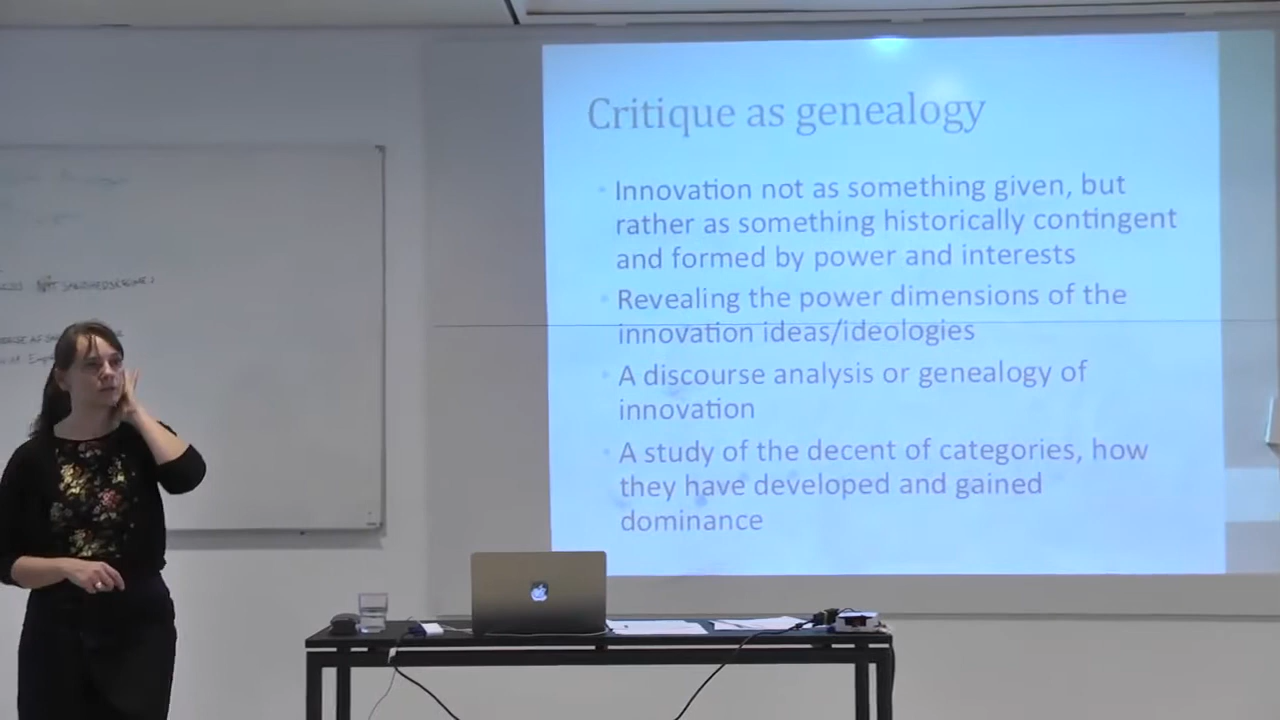 Critique as genealogy
Innovation not as something given, but
rather as something historically contingent
and formed by power and interests
Revealing the power dimensions of the
innovation ideas/ideologies
A discourse analysis or genealogy of
innovation
A study of the decent of categories, how
they have developed and gained
dominance